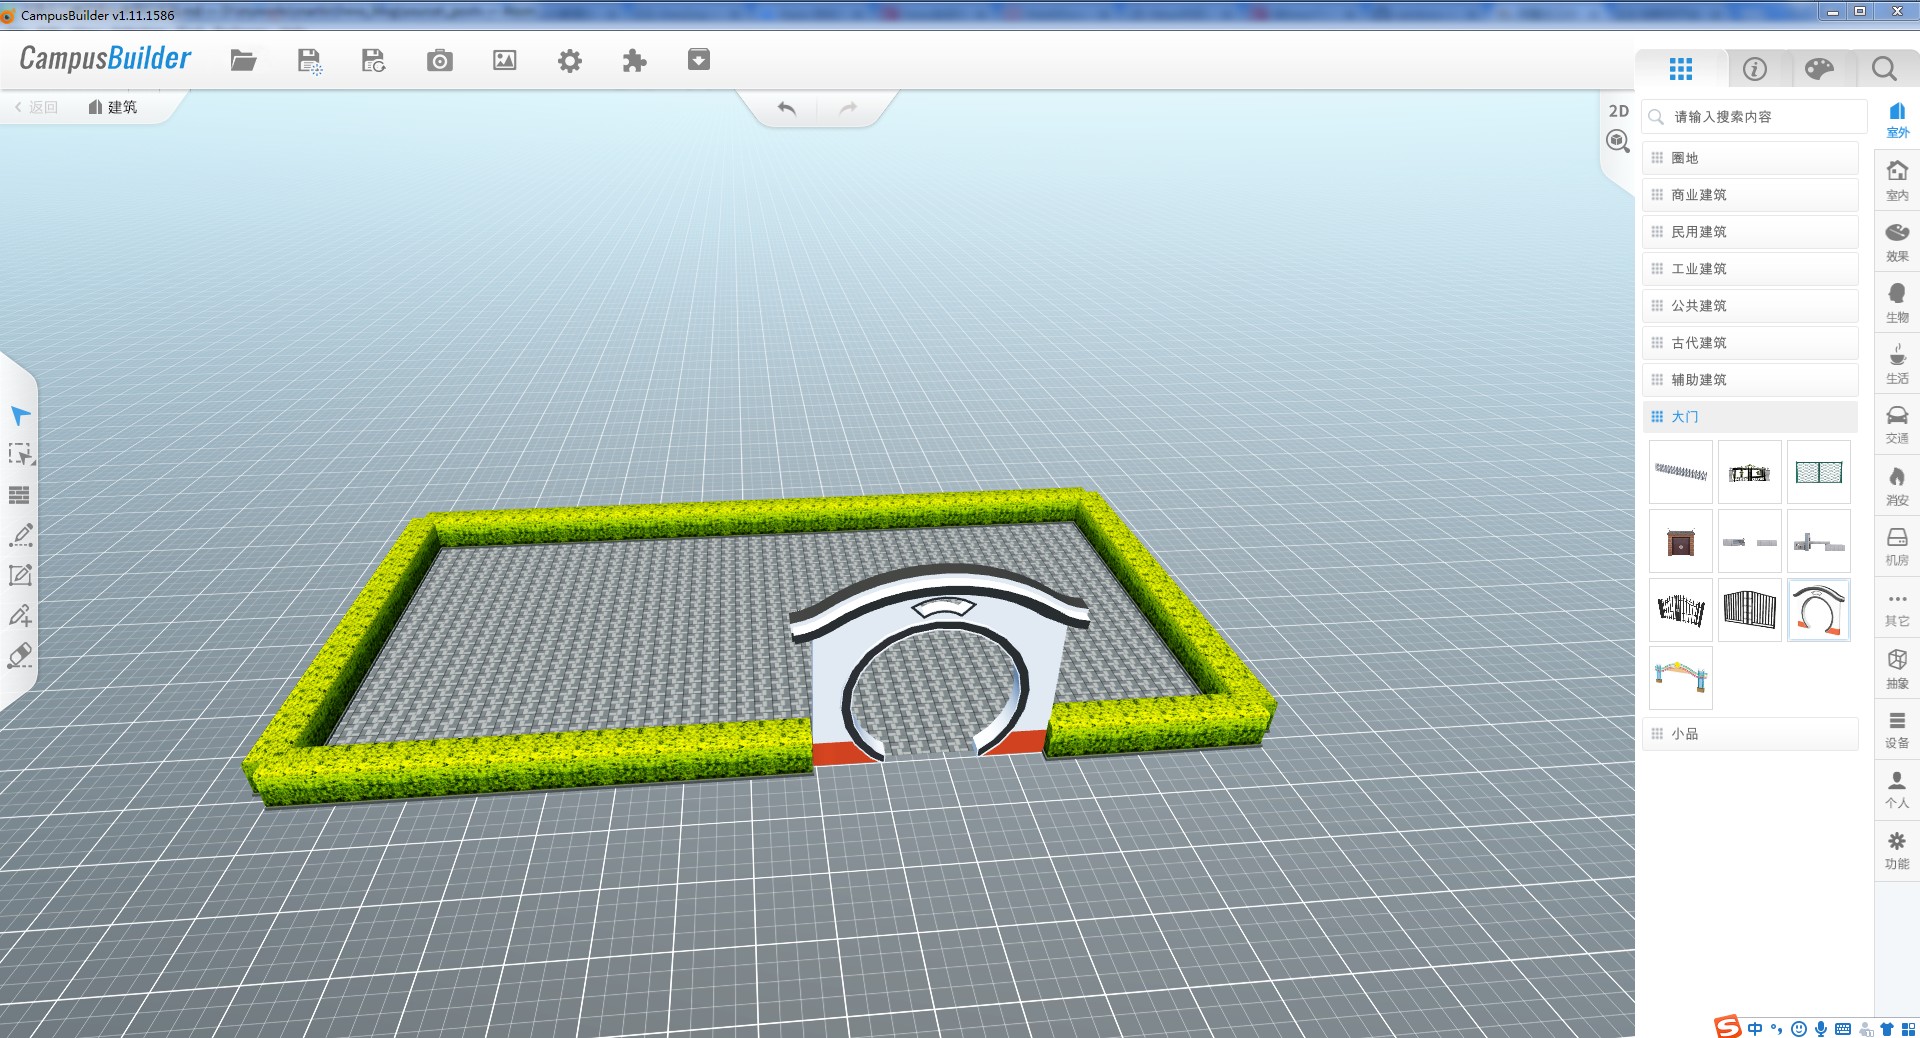 CampusBuilder v1.11.1586
CampusBuilder
返回
建筑
2D
请输入搜索内容
圈地
商业建筑
民用建筑
工业建筑
公共建筑
古代建筑
辅助建筑
大门
小品
室外
室内
效果
生物
生活
交通
消安
机房
其它
抽象
设备
个人
功能
中